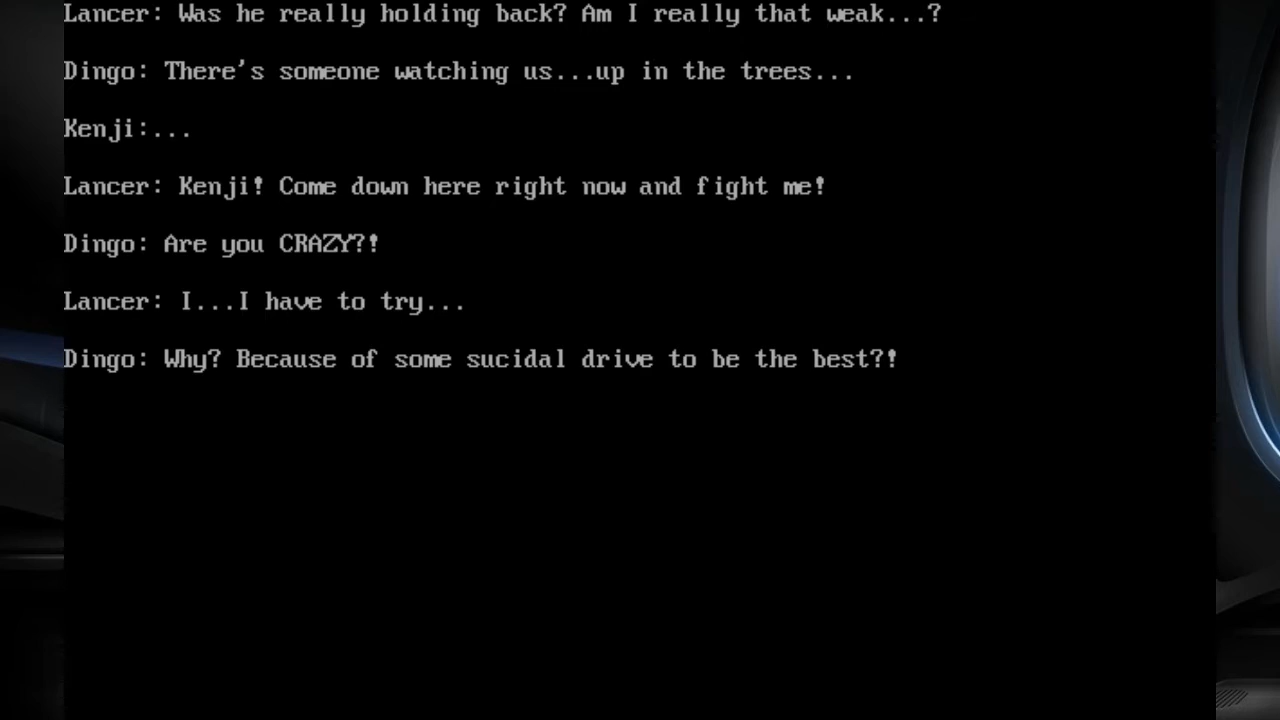 Lancer: Was he really holding back? Am I really that weak...?
Dingo: There's someone watching us...up in the trees...
Kenji:...
Lancer: Kenji! Come down here right now and fight me!
Dingo: Are you CRAZY?!
Lancer: I...I have to try...
Dingo: Why? Because of some sucidal drive to be the best?!